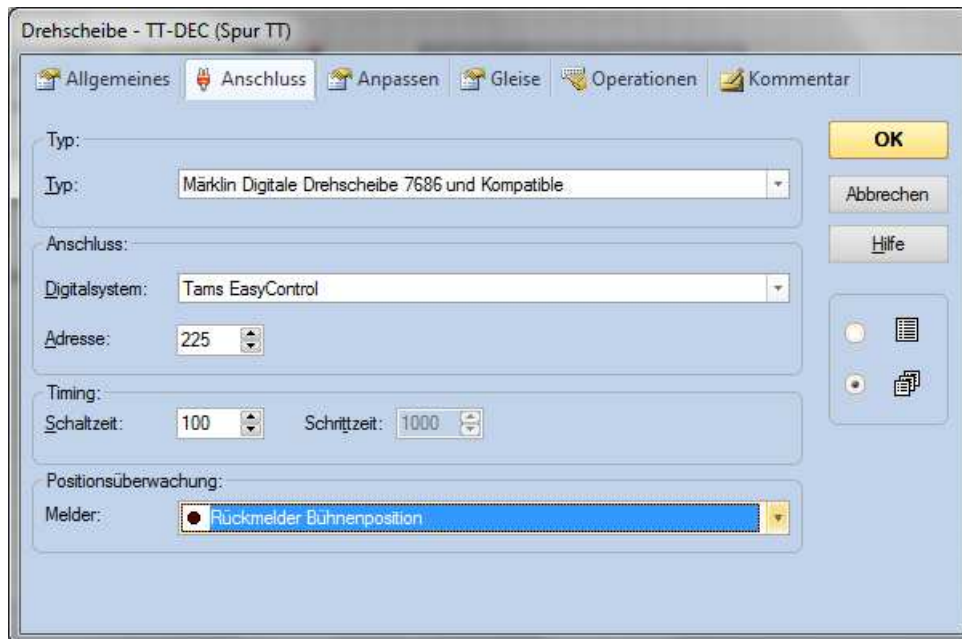 Drehscheibe - TT-DEC (Spur TT)
Allgemeines Anschluss Anpassen Gleise Operationen Kommentar
Typ:
Typ: Märklin Digitale Drehscheibe 7686 und Kompatible
OK
Abbrechen
Hilfe
Anschluss:
Digitalsystem: Tams EasyControl
Adresse: 225
Timing:
Schaltzeit: 100 Schrittzeit: 1000
Positionsüberwachung:
Melder: Rückmelder Bühnenposition